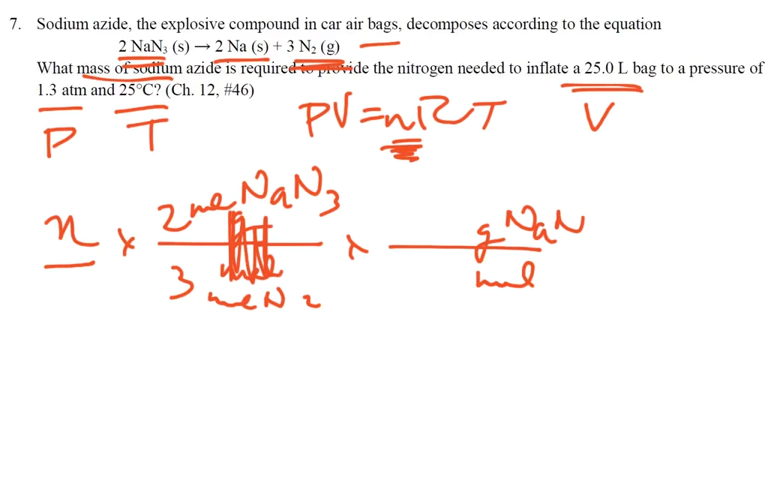 7. Sodium azide, the explosive compound in car air bags, decomposes according to the equation
2 NaN₃ (s) → 2 Na (s) + 3 N₂ (g)
What mass of sodium azide is required to provide the nitrogen needed to inflate a 25.0 L bag to a pressure of
1.3 atm and 25°C? (Ch. 12, #46)
P T PV = nRT V
n x 2 mol NaN3 x g NaN
3 mol N2 mol